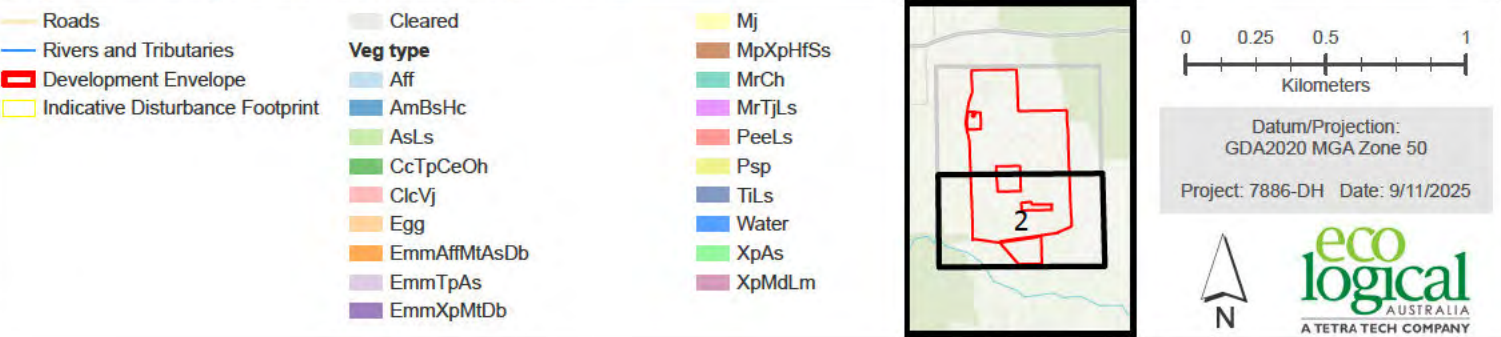 Roads
Rivers and Tributaries
Development Envelope
Indicative Disturbance Footprint
Cleared
Veg type
Aff
AmBsHc
AsLs
CcTpCeOh
ClcVj
Egg
EmmAffMtAsDb
EmmTpAs
EmmXpMtDb
Mj
MpXpHfSs
MrCh
MrTjLs
PeeLs
Psp
TiLs
Water
XpAs
XpMdLm
2
0 0.25 0.5 1
Kilometers
Datum/Projection:
GDA2020 MGA Zone 50
Project: 7886-DH Date: 9/11/2025
N
eco
logical
AUSTRALIA
A TETRA TECH COMPANY